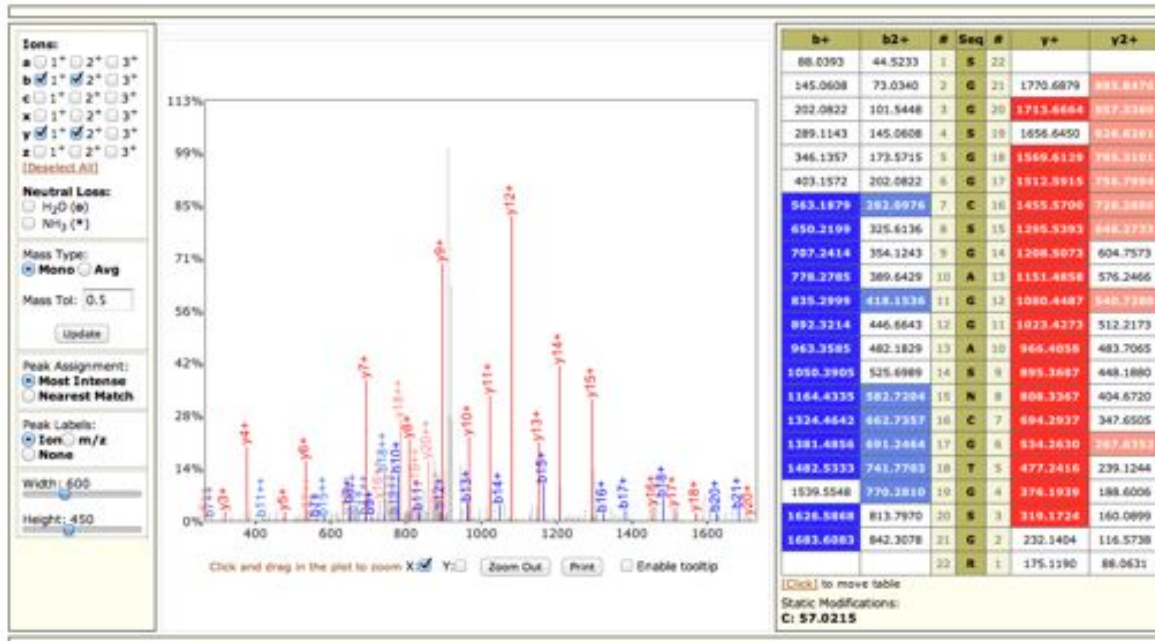 Ions:
a 1+ 2+ 3+
b 1+ 2+ 3+
c 1+ 2+ 3+
x 1+ 2+ 3+
y 1+ 2+ 3+
z 1+ 2+ 3+
[Deselect All]
Neutral Loss:
H2O (o)
NH3 (*)
Mass Type:
Mono Avg
Mass Tol: 0.5
Update
Peak Assignment:
Most Intense
Nearest Match
Peak Labels:
Ion m/z
None
Width: 600
Height: 450
113%
99%
85%
71%
56%
42%
28%
14%
0%
400 600 800 1000 1200 1400 1600
y3+
y4+
b11++
y5+
y6+
y7+
y8+
b10+
y20++
y9+
b12+
b13+
y10+
y11+
b14+
y12+
y13+
b15+
y14+
y15+
b16+
b17+
b18+
y17+
y18+
b20+
b21+
y20+
Click and drag in the plot to zoom X: Y: Zoom Out Print Enable tooltip
b+ b2+ # Seq # y+ y2+
88.0393 44.5233 1 S 22
145.0608 73.0340 2 G 21 1770.6879
202.0822 101.5448 3 G 20 1713.6664
289.1143 145.0608 4 S 19 1656.6450
346.1357 173.5715 5 G 18 1569.6129
403.1572 202.0822 6 G 17 1512.5915
563.1879 282.0976 7 C 16 1455.5700
650.2199 325.6136 8 S 15 1295.5393
707.2414 354.1243 9 G 14 1208.5073 604.7573
778.2785 389.6429 10 A 13 1151.4858 576.2466
835.2999 418.1536 11 G 12 1080.4487
892.3214 446.6643 12 G 11 1023.4273 512.2173
963.3585 482.1829 13 A 10 966.4058 483.7065
1050.3905 525.6989 14 S 9 895.3687 448.1880
1164.4335 582.7204 15 N 8 808.3367 404.6720
1324.4642 662.7357 16 C 7 694.2937 347.6505
1381.4856 691.2464 17 G 6 534.2630
1482.5333 741.7703 18 T 5 477.2416 239.1244
1539.5548 770.2810 19 G 4 376.1939 188.6006
1626.5868 813.7970 20 S 3 319.1724 160.0899
1683.6083 842.3078 21 G 2 232.1404 116.5738
22 R 1 175.1190 88.0631
[Click] to move table
Static Modifications:
C: 57.0215